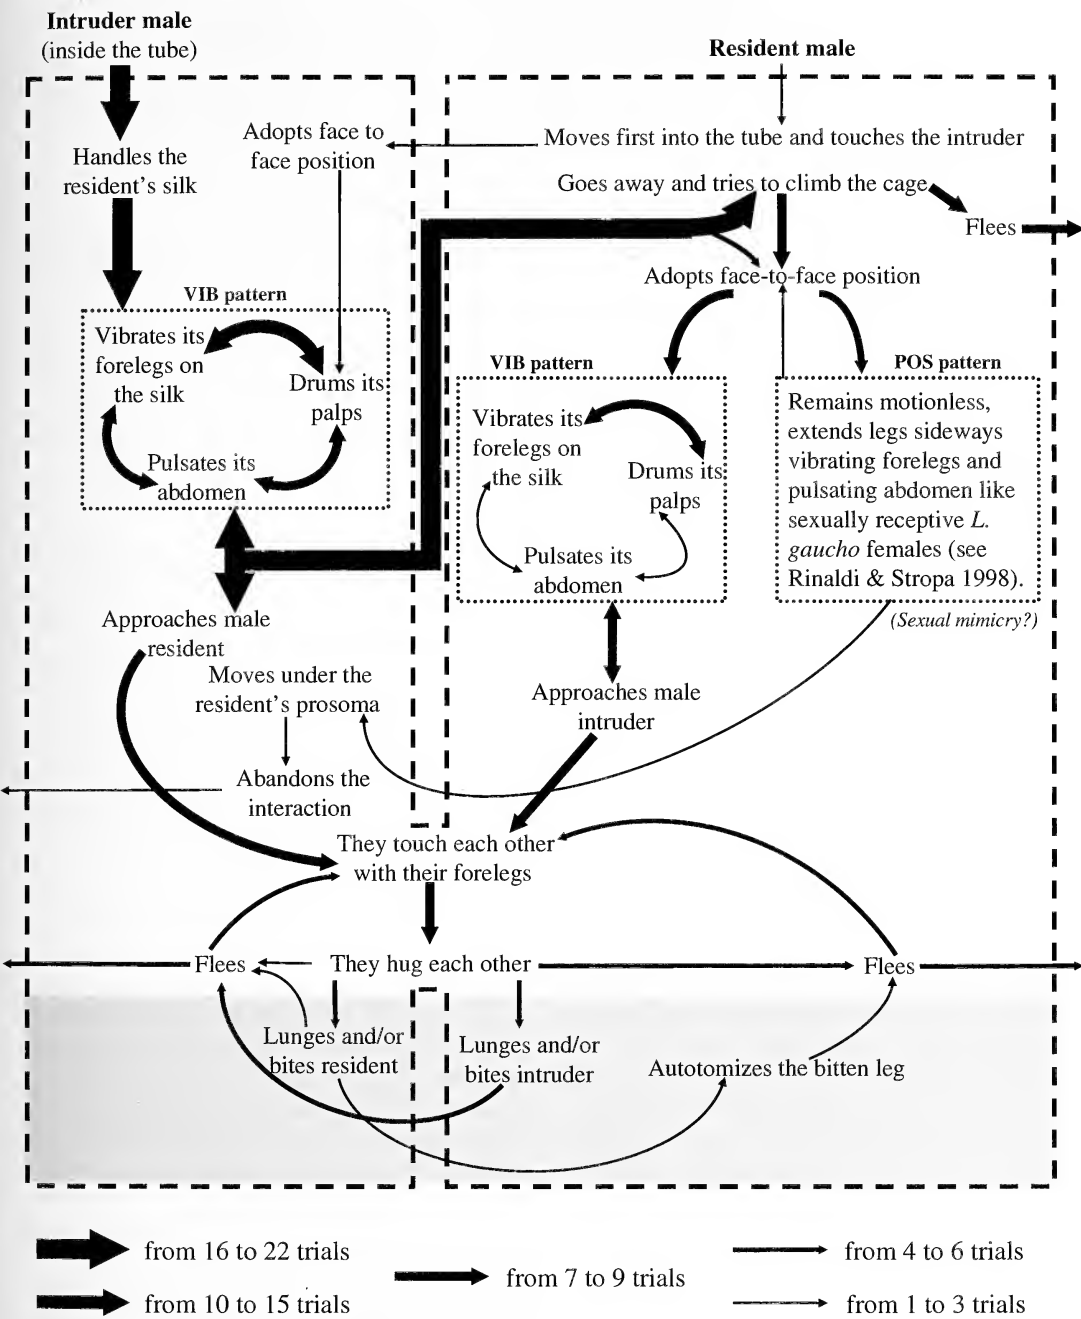 Intruder male
(inside the tube)
Resident male
Adopts face to
face position
Moves first into the tube and touches the intruder
Handles the
resident's silk
Goes away and tries to climb the cage
Flees
Adopts face-to-face position
VIB pattern
Vibrates its
forelegs on
the silk
Drums its
palps
Pulsates its
abdomen
VIB pattern
Vibrates its
forelegs on
the silk
Drums its
palps
Pulsates its
abdomen
POS pattern
Remains motionless,
extends legs sideways
vibrating forelegs and
pulsating abdomen like
sexually receptive L.
gaucho females (see
Rinaldi & Stropa 1998).
(Sexual mimicry?)
Approaches male
resident
Moves under the
resident's prosoma
Abandons the
interaction
Approaches male
intruder
They touch each other
with their forelegs
Flees
They hug each other
Flees
Lunges and/or
bites resident
Lunges and/or
bites intruder
Autotomizes the bitten leg
from 16 to 22 trials
from 10 to 15 trials
from 7 to 9 trials
from 4 to 6 trials
from 1 to 3 trials